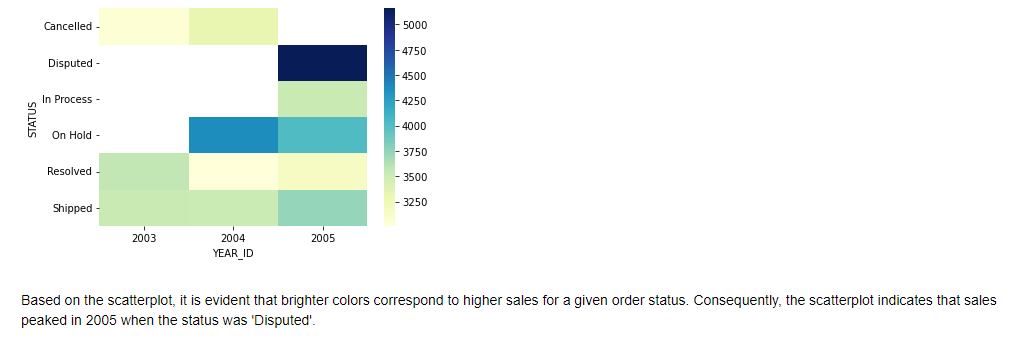 Cancelled
Disputed
In Process
On Hold
Resolved
Shipped
STATUS
2003 2004 2005
YEAR_ID
5000
4750
4500
4250
4000
3750
3500
3250
Based on the scatterplot, it is evident that brighter colors correspond to higher sales for a given order status. Consequently, the scatterplot indicates that sales
peaked in 2005 when the status was 'Disputed'.